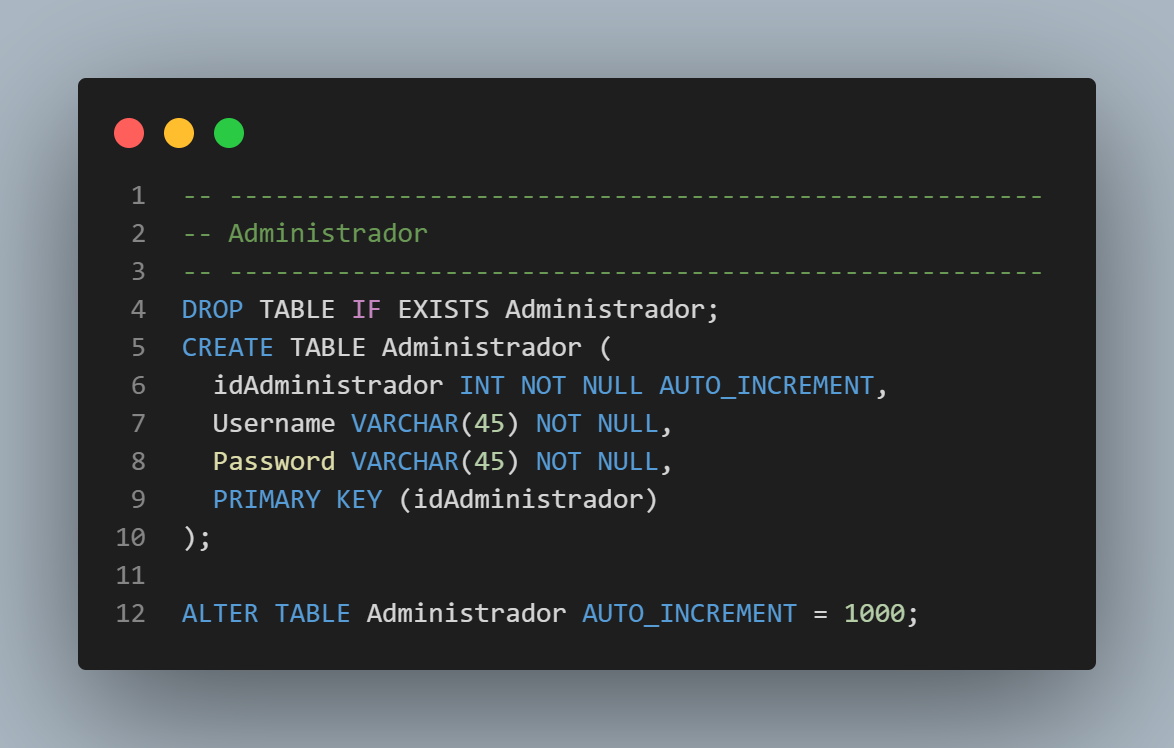 1 -- -----------------------------------------------------
2 -- Administrador
3 -- -----------------------------------------------------
4 DROP TABLE IF EXISTS Administrador;
5 CREATE TABLE Administrador (
6   idAdministrador INT NOT NULL AUTO_INCREMENT,
7   Username VARCHAR(45) NOT NULL,
8   Password VARCHAR(45) NOT NULL,
9   PRIMARY KEY (idAdministrador)
10 );
11
12 ALTER TABLE Administrador AUTO_INCREMENT = 1000;